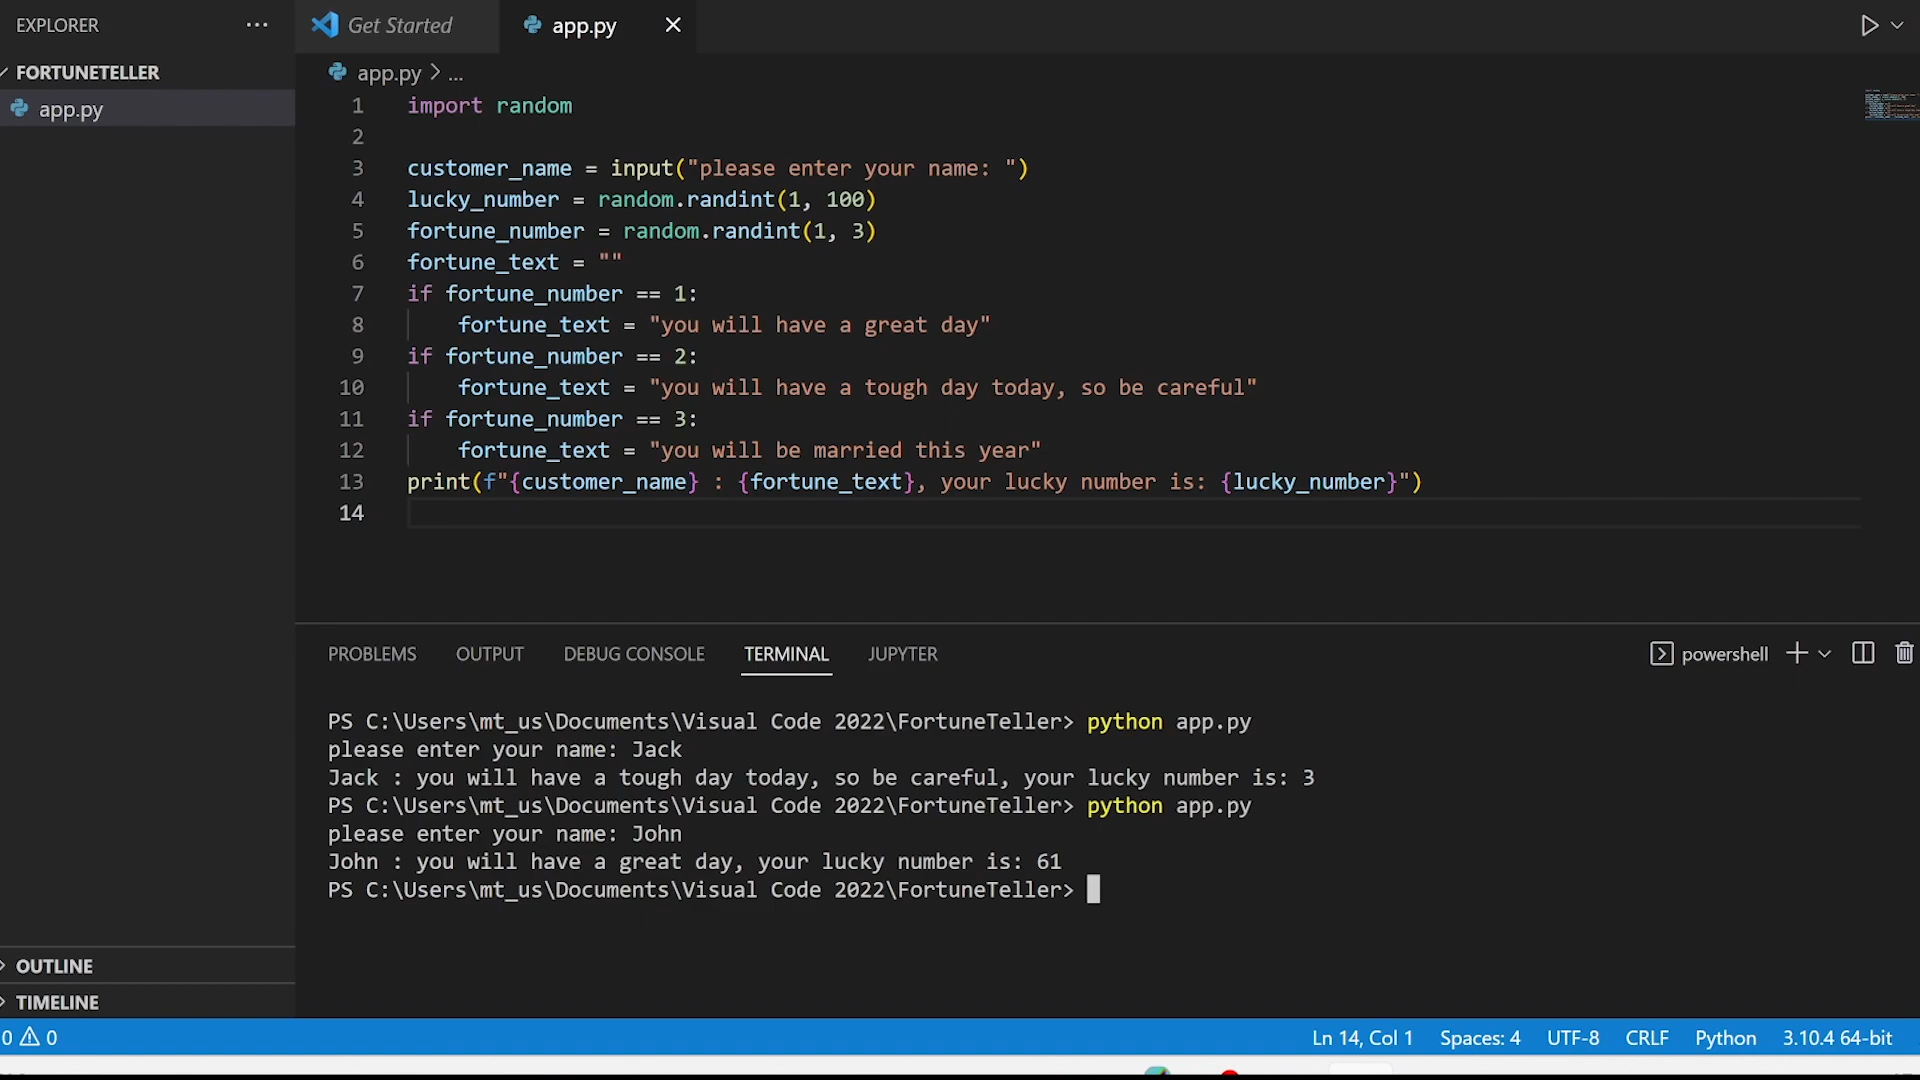 EXPLORER
···
Get Started
app.py
FORTUNETELLER
app.py
app.py > ...
1 import random
2
3 customer_name = input("please enter your name: ")
4 lucky_number = random.randint(1, 100)
5 fortune_number = random.randint(1, 3)
6 fortune_text = ""
7 if fortune_number == 1:
8     fortune_text = "you will have a great day"
9 if fortune_number == 2:
10     fortune_text = "you will have a tough day today, so be careful"
11 if fortune_number == 3:
12     fortune_text = "you will be married this year"
13 print(f"{customer_name} : {fortune_text}, your lucky number is: {lucky_number}")
14
PROBLEMS OUTPUT DEBUG CONSOLE TERMINAL JUPYTER powershell
PS C:\Users\mt_us\Documents\Visual Code 2022\FortuneTeller> python app.py
please enter your name: Jack
Jack : you will have a tough day today, so be careful, your lucky number is: 3
PS C:\Users\mt_us\Documents\Visual Code 2022\FortuneTeller> python app.py
please enter your name: John
John : you will have a great day, your lucky number is: 61
PS C:\Users\mt_us\Documents\Visual Code 2022\FortuneTeller>
OUTLINE
TIMELINE
0 0 Ln 14, Col 1 Spaces: 4 UTF-8 CRLF Python 3.10.4 64-bit